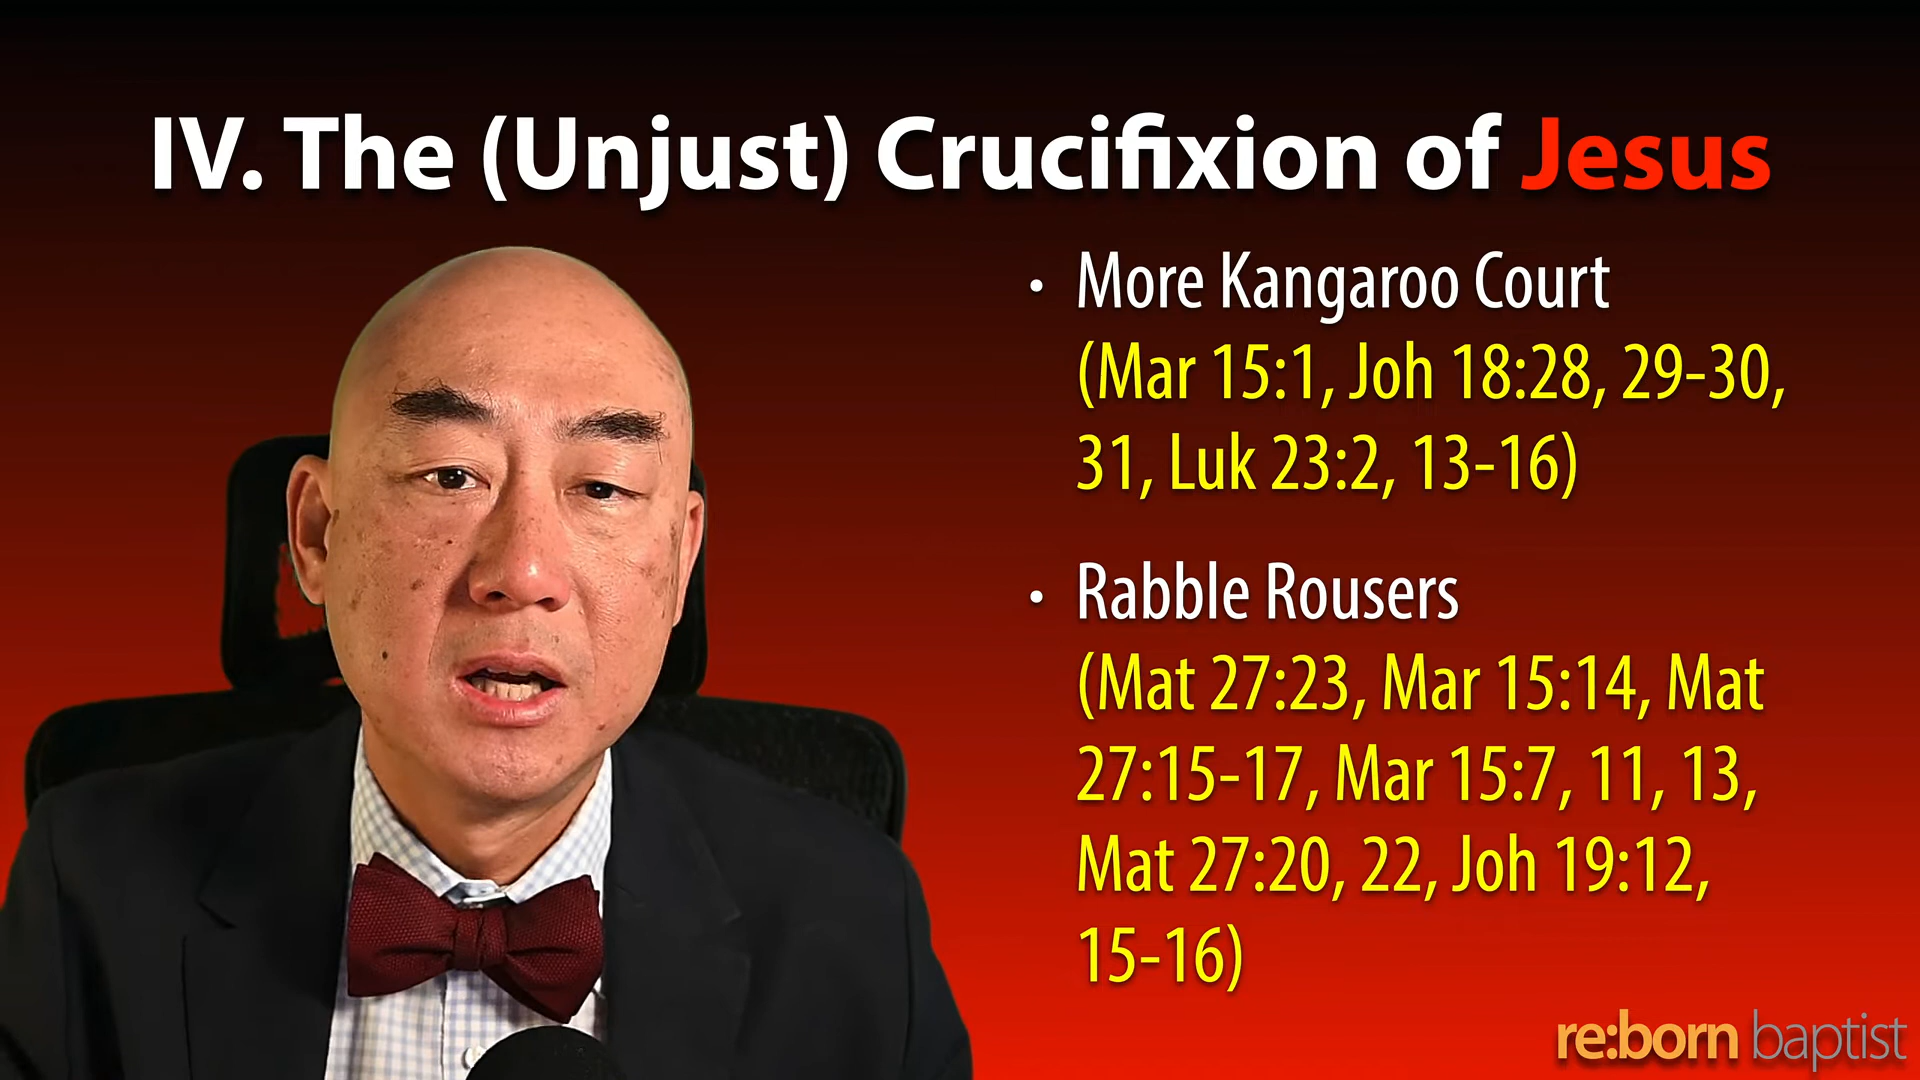 IV. The (Unjust) Crucifixion of Jesus
• More Kangaroo Court
(Mar 15:1, Joh 18:28, 29-30,
31, Luk 23:2, 13-16)
• Rabble Rousers
(Mat 27:23, Mar 15:14, Mat
27:15-17, Mar 15:7, 11, 13,
Mat 27:20, 22, Joh 19:12,
15-16)
re:born baptist